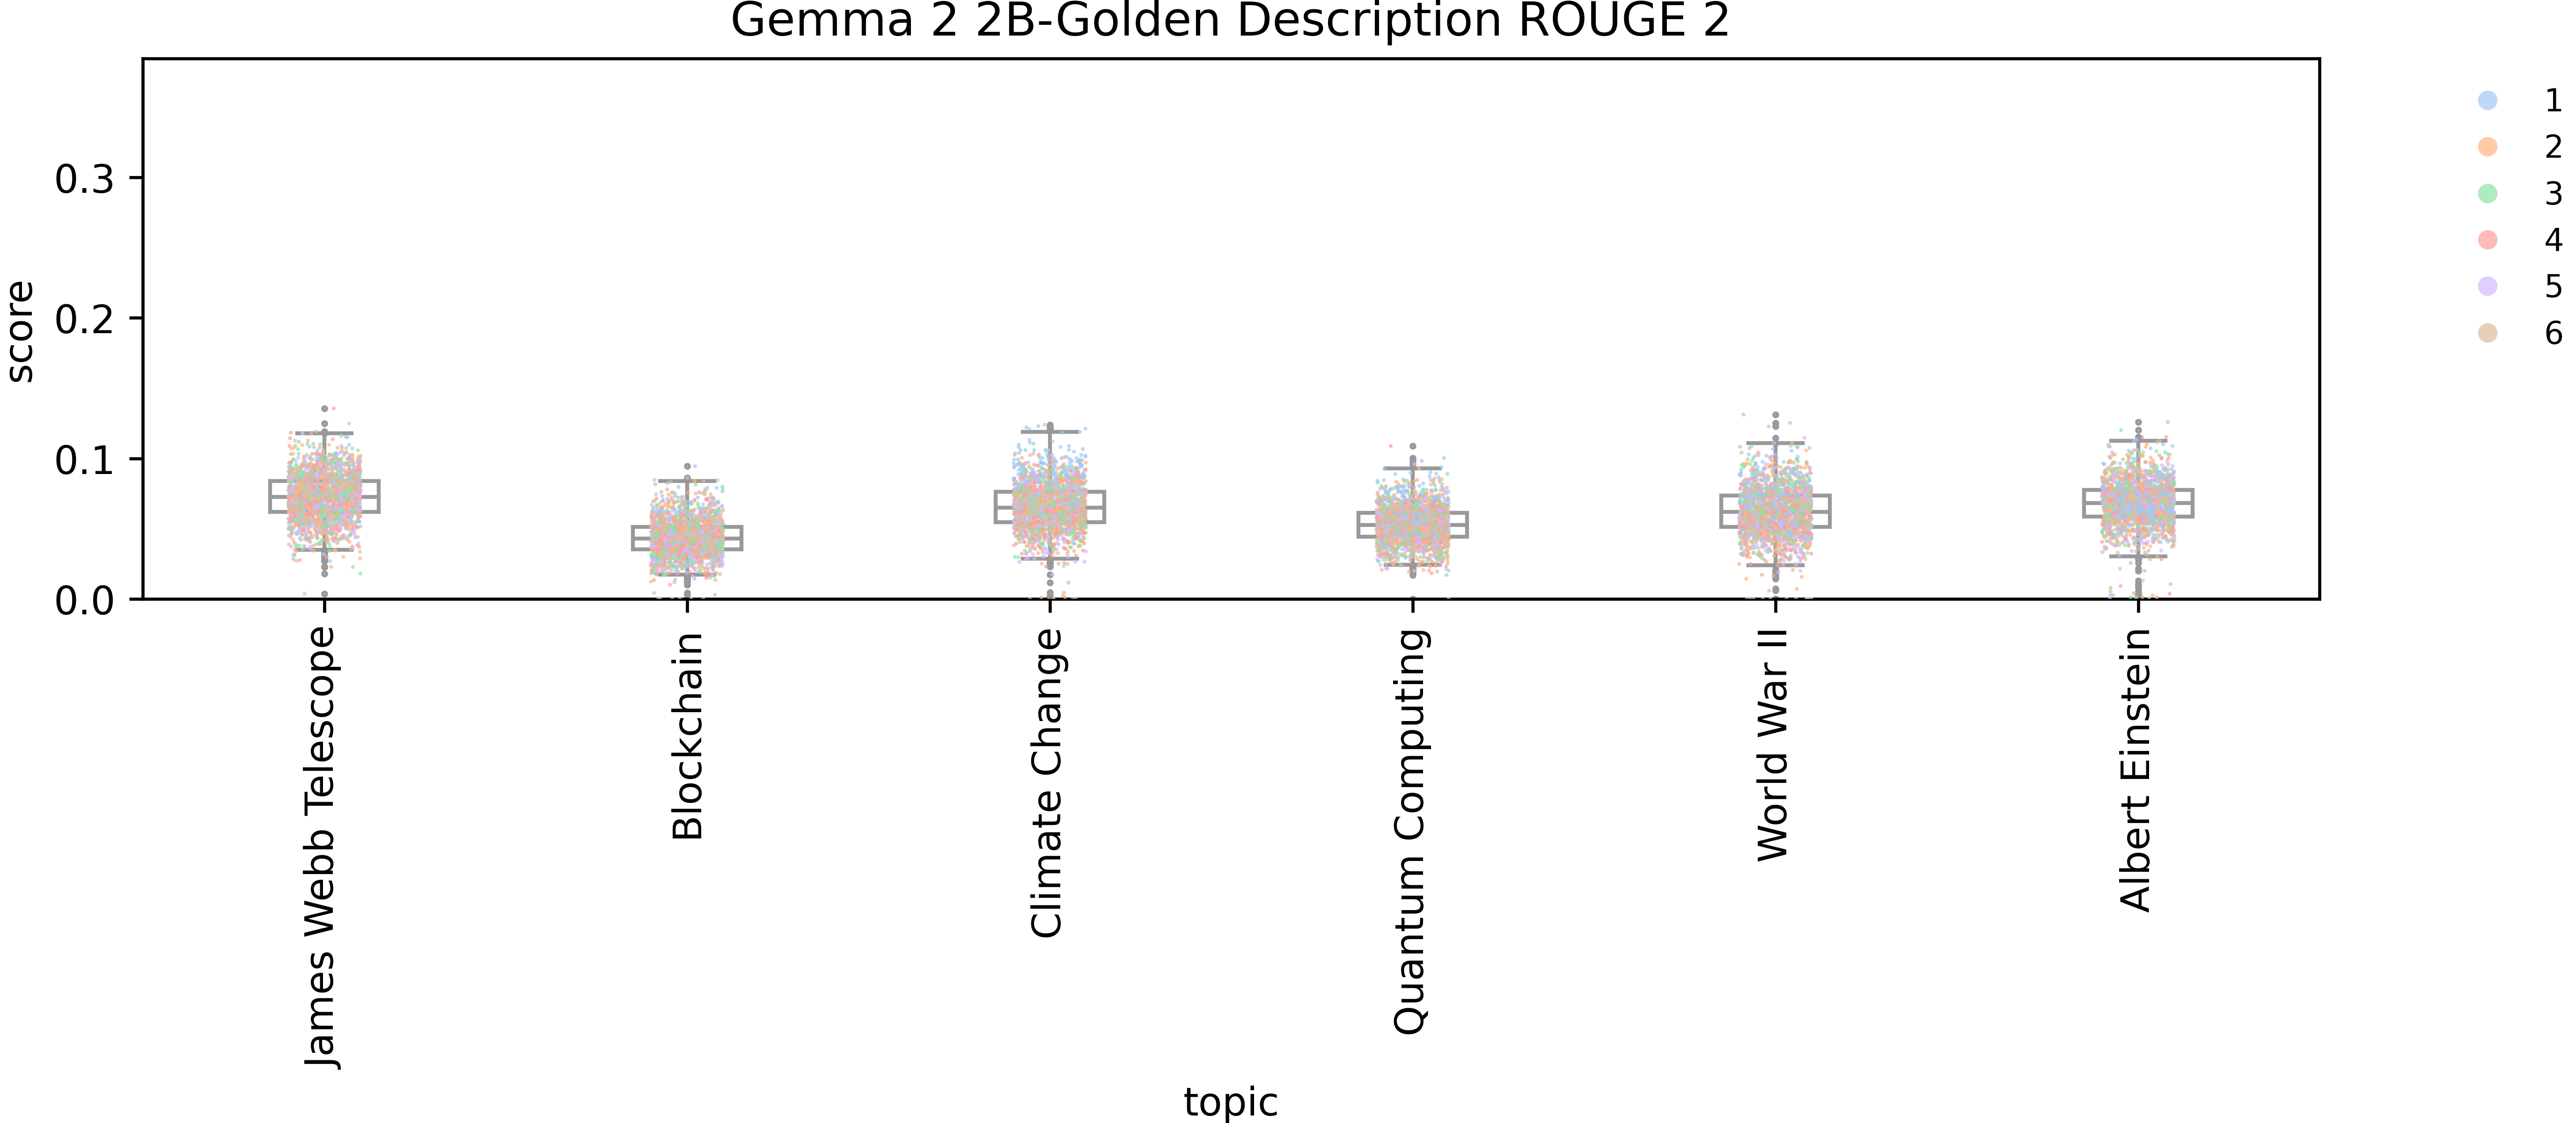 Gemma 2 2B-Golden Description ROUGE 2
score
0.3
0.2
0.1
0.0
James Webb Telescope
Blockchain
Climate Change
Quantum Computing
World War II
Albert Einstein
topic
1
2
3
4
5
6